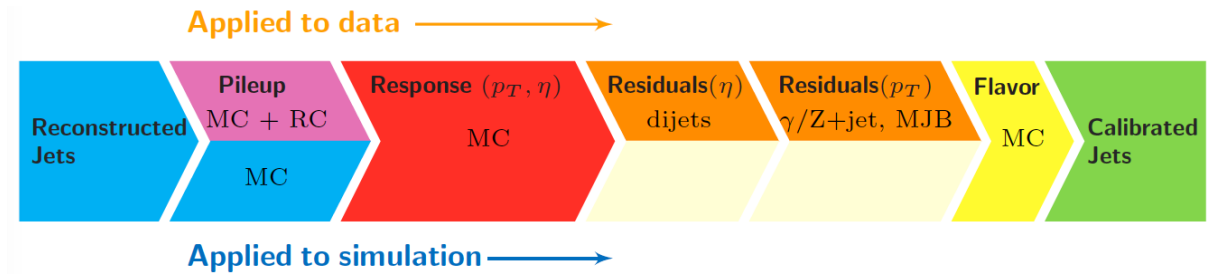 Applied to data
Reconstructed
Jets
Pileup
MC + RC
MC
Response (p_T, η)
MC
Residuals(η)
dijets
Residuals(p_T)
γ/Z+jet, MJB
Flavor
MC
Calibrated
Jets
Applied to simulation